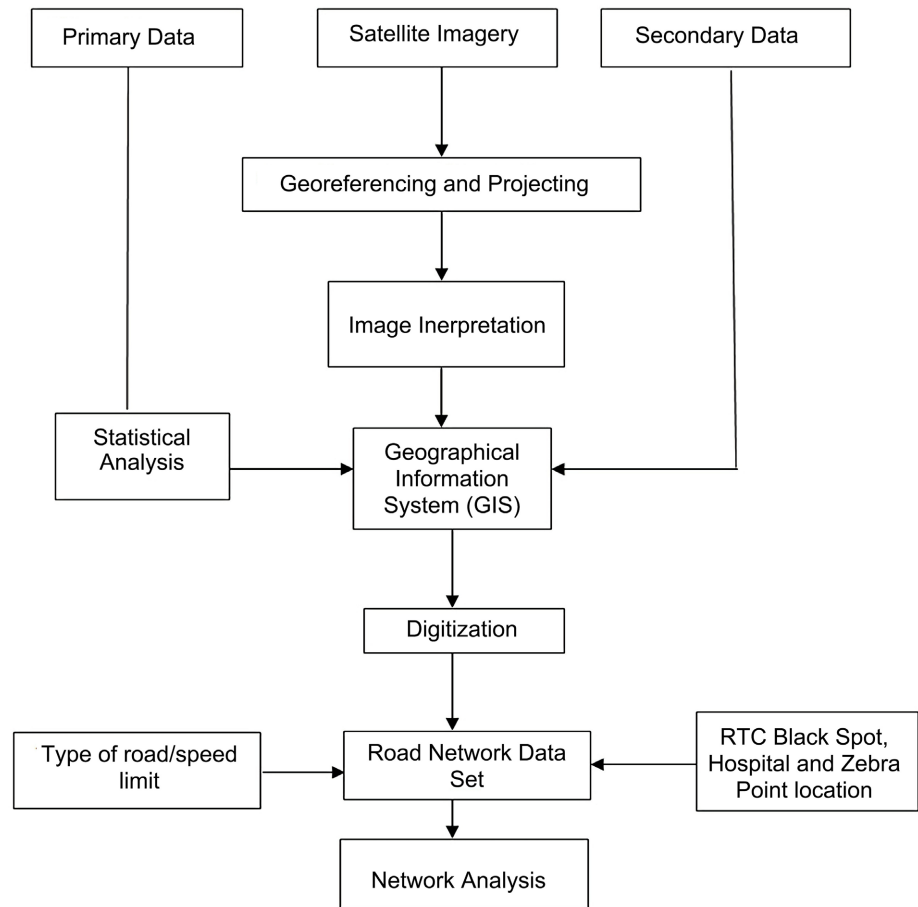 Primary Data
Satellite Imagery
Secondary Data
Georeferencing and Projecting
Image Inerpretation
Statistical
Analysis
Geographical
Information
System (GIS)
Digitization
Type of road/speed
limit
Road Network Data
Set
RTC Black Spot,
Hospital and Zebra
Point location
Network Analysis